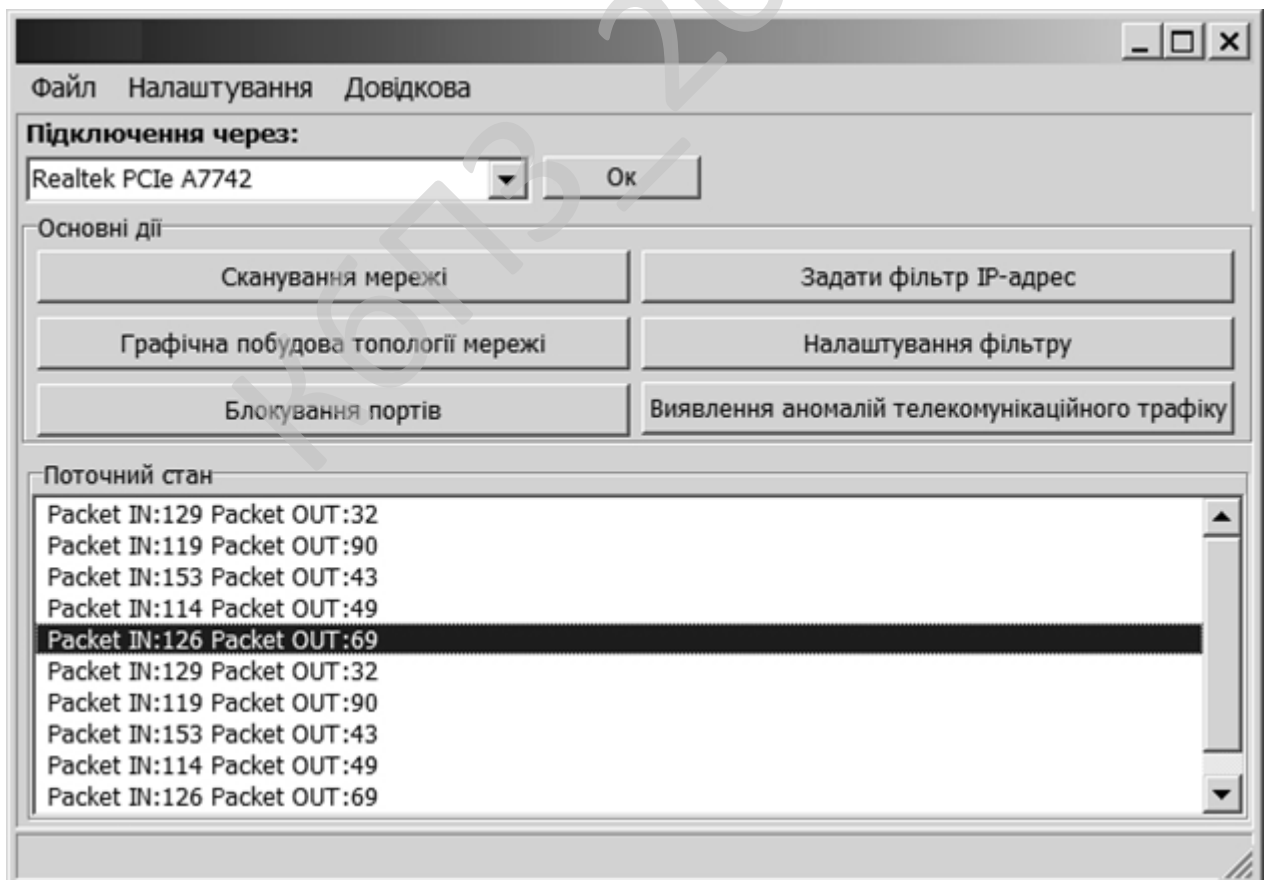 Файл Налаштування Довідкова
Підключення через:
Realtek PCIe A7742
Ок
Основні дії
Сканування мережі
Задати фільтр IP-адрес
Графічна побудова топології мережі
Налаштування фільтру
Блокування портів
Виявлення аномалій телекомунікаційного трафіку
Поточний стан
Packet IN:129 Packet OUT:32
Packet IN:119 Packet OUT:90
Packet IN:153 Packet OUT:43
Packet IN:114 Packet OUT:49
Packet IN:126 Packet OUT:69
Packet IN:129 Packet OUT:32
Packet IN:119 Packet OUT:90
Packet IN:153 Packet OUT:43
Packet IN:114 Packet OUT:49
Packet IN:126 Packet OUT:69